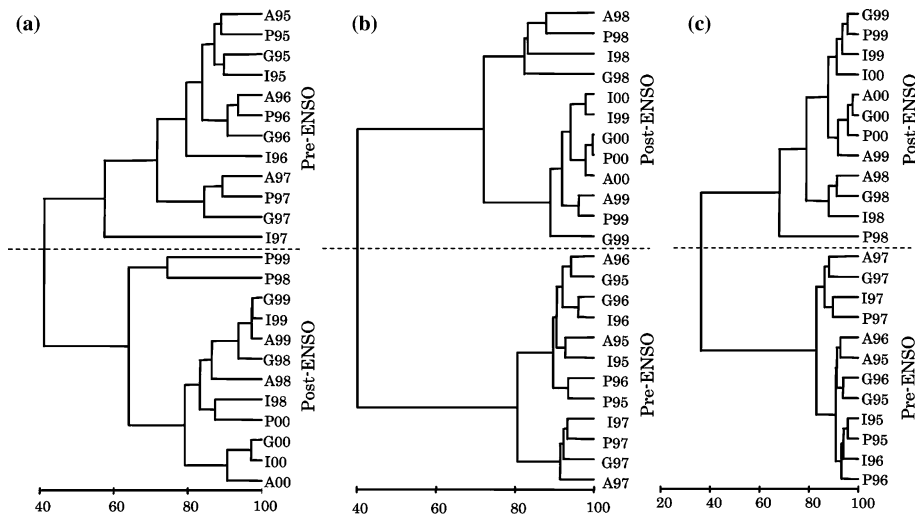 (a)
A95
P95
G95
I95
A96
P96
G96
I96
A97
P97
G97
I97
Pre-ENSO
P99
P98
G99
I99
A99
G98
A98
I98
P00
G00
I00
A00
Post-ENSO
40 60 80 100
(b)
A98
P98
I98
G98
I00
I99
G00
P00
A00
A99
P99
G99
Post-ENSO
A96
G95
G96
I96
A95
I95
P96
P95
I97
P97
G97
A97
Pre-ENSO
40 60 80 100
(c)
G99
P99
I99
I00
A00
G00
P00
A99
A98
G98
I98
P98
Post-ENSO
A97
G97
I97
P97
A96
A95
G96
G95
I95
P95
I96
P96
Pre-ENSO
20 40 60 80 100